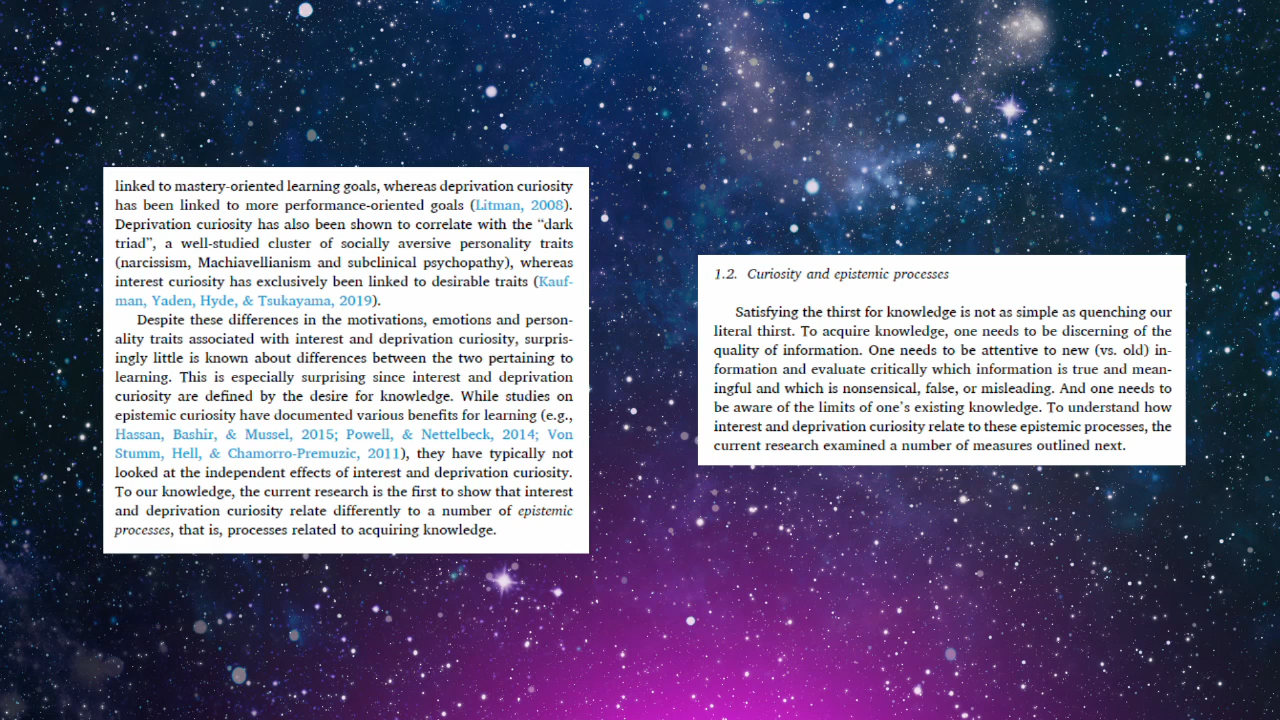 linked to mastery-oriented learning goals, whereas deprivation curiosity
has been linked to more performance-oriented goals (Litman, 2008).
Deprivation curiosity has also been shown to correlate with the “dark
triad”, a well-studied cluster of socially aversive personality traits
(narcissism, Machiavellianism and subclinical psychopathy), whereas
interest curiosity has exclusively been linked to desirable traits (Kauf-
man, Yaden, Hyde, & Tsukayama, 2019).
Despite these differences in the motivations, emotions and person-
ality traits associated with interest and deprivation curiosity, surpris-
ingly little is known about differences between the two pertaining to
learning. This is especially surprising since interest and deprivation
curiosity are defined by the desire for knowledge. While studies on
epistemic curiosity have documented various benefits for learning (e.g.,
Hassan, Bashir, & Mussel, 2015; Powell, & Nettelbeck, 2014; Von
Stumm, Hell, & Chamorro-Premuzic, 2011), they have typically not
looked at the independent effects of interest and deprivation curiosity.
To our knowledge, the current research is the first to show that interest
and deprivation curiosity relate differently to a number of epistemic
processes, that is, processes related to acquiring knowledge.
1.2. Curiosity and epistemic processes
Satisfying the thirst for knowledge is not as simple as quenching our
literal thirst. To acquire knowledge, one needs to be discerning of the
quality of information. One needs to be attentive to new (vs. old) in-
formation and evaluate critically which information is true and mean-
ingful and which is nonsensical, false, or misleading. And one needs to
be aware of the limits of one’s existing knowledge. To understand how
interest and deprivation curiosity relate to these epistemic processes, the
current research examined a number of measures outlined next.